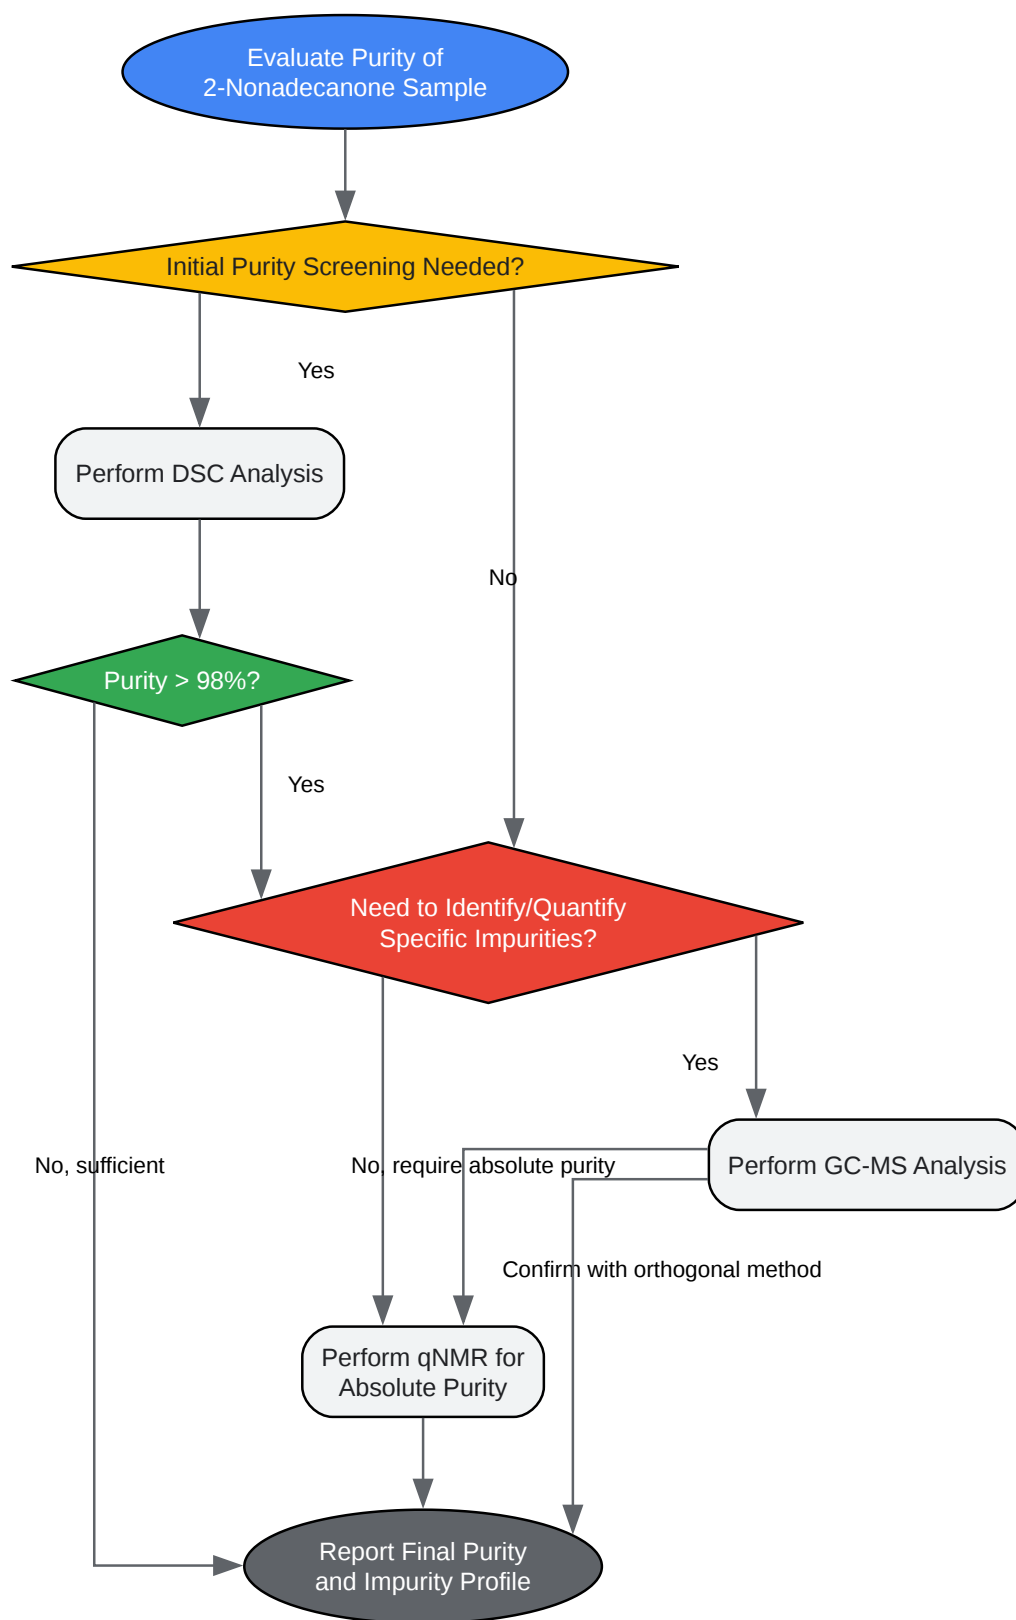 Evaluate Purity of
2-Nonadecanone Sample
Initial Purity Screening Needed?
Yes
Perform DSC Analysis
No
Purity > 98%?
Yes
Need to Identify/Quantify
Specific Impurities?
Yes
No, sufficient
No, require absolute purity
Perform GC-MS Analysis
Confirm with orthogonal method
Perform qNMR for
Absolute Purity
Report Final Purity
and Impurity Profile